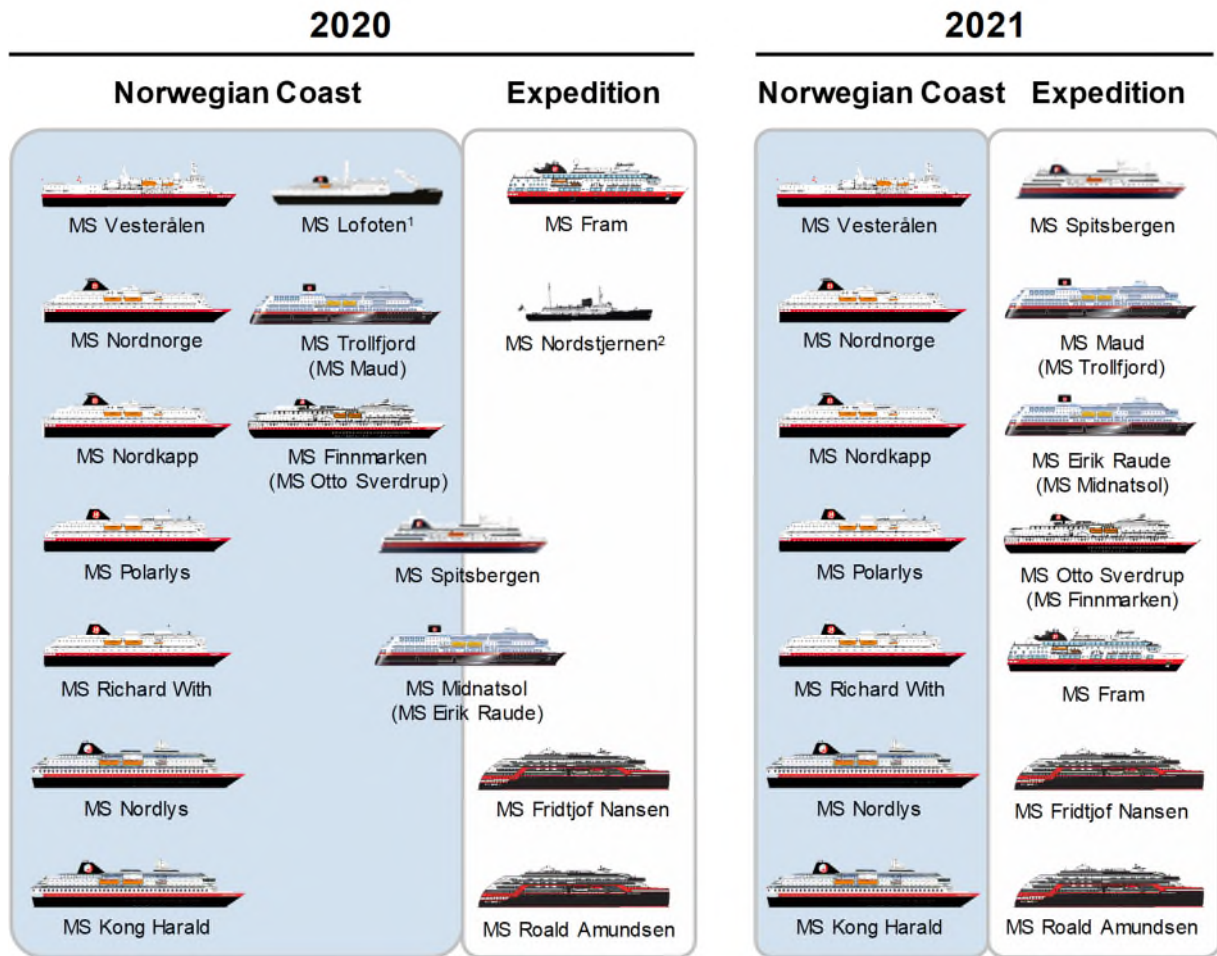 2020
2021
Norwegian Coast
Expedition
Norwegian Coast
Expedition
MS Vesterålen
MS Lofoten¹
MS Fram
MS Vesterålen
MS Spitsbergen
MS Nordnorge
MS Trollfjord
(MS Maud)
MS Nordstjernen²
MS Nordnorge
MS Maud
(MS Trollfjord)
MS Nordkapp
MS Finnmarken
(MS Otto Sverdrup)
MS Nordkapp
MS Eirik Raude
(MS Midnatsol)
MS Polarlys
MS Spitsbergen
MS Polarlys
MS Otto Sverdrup
(MS Finnmarken)
MS Richard With
MS Midnatsol
(MS Eirik Raude)
MS Richard With
MS Fram
MS Nordlys
MS Fridtjof Nansen
MS Nordlys
MS Fridtjof Nansen
MS Kong Harald
MS Roald Amundsen
MS Kong Harald
MS Roald Amundsen